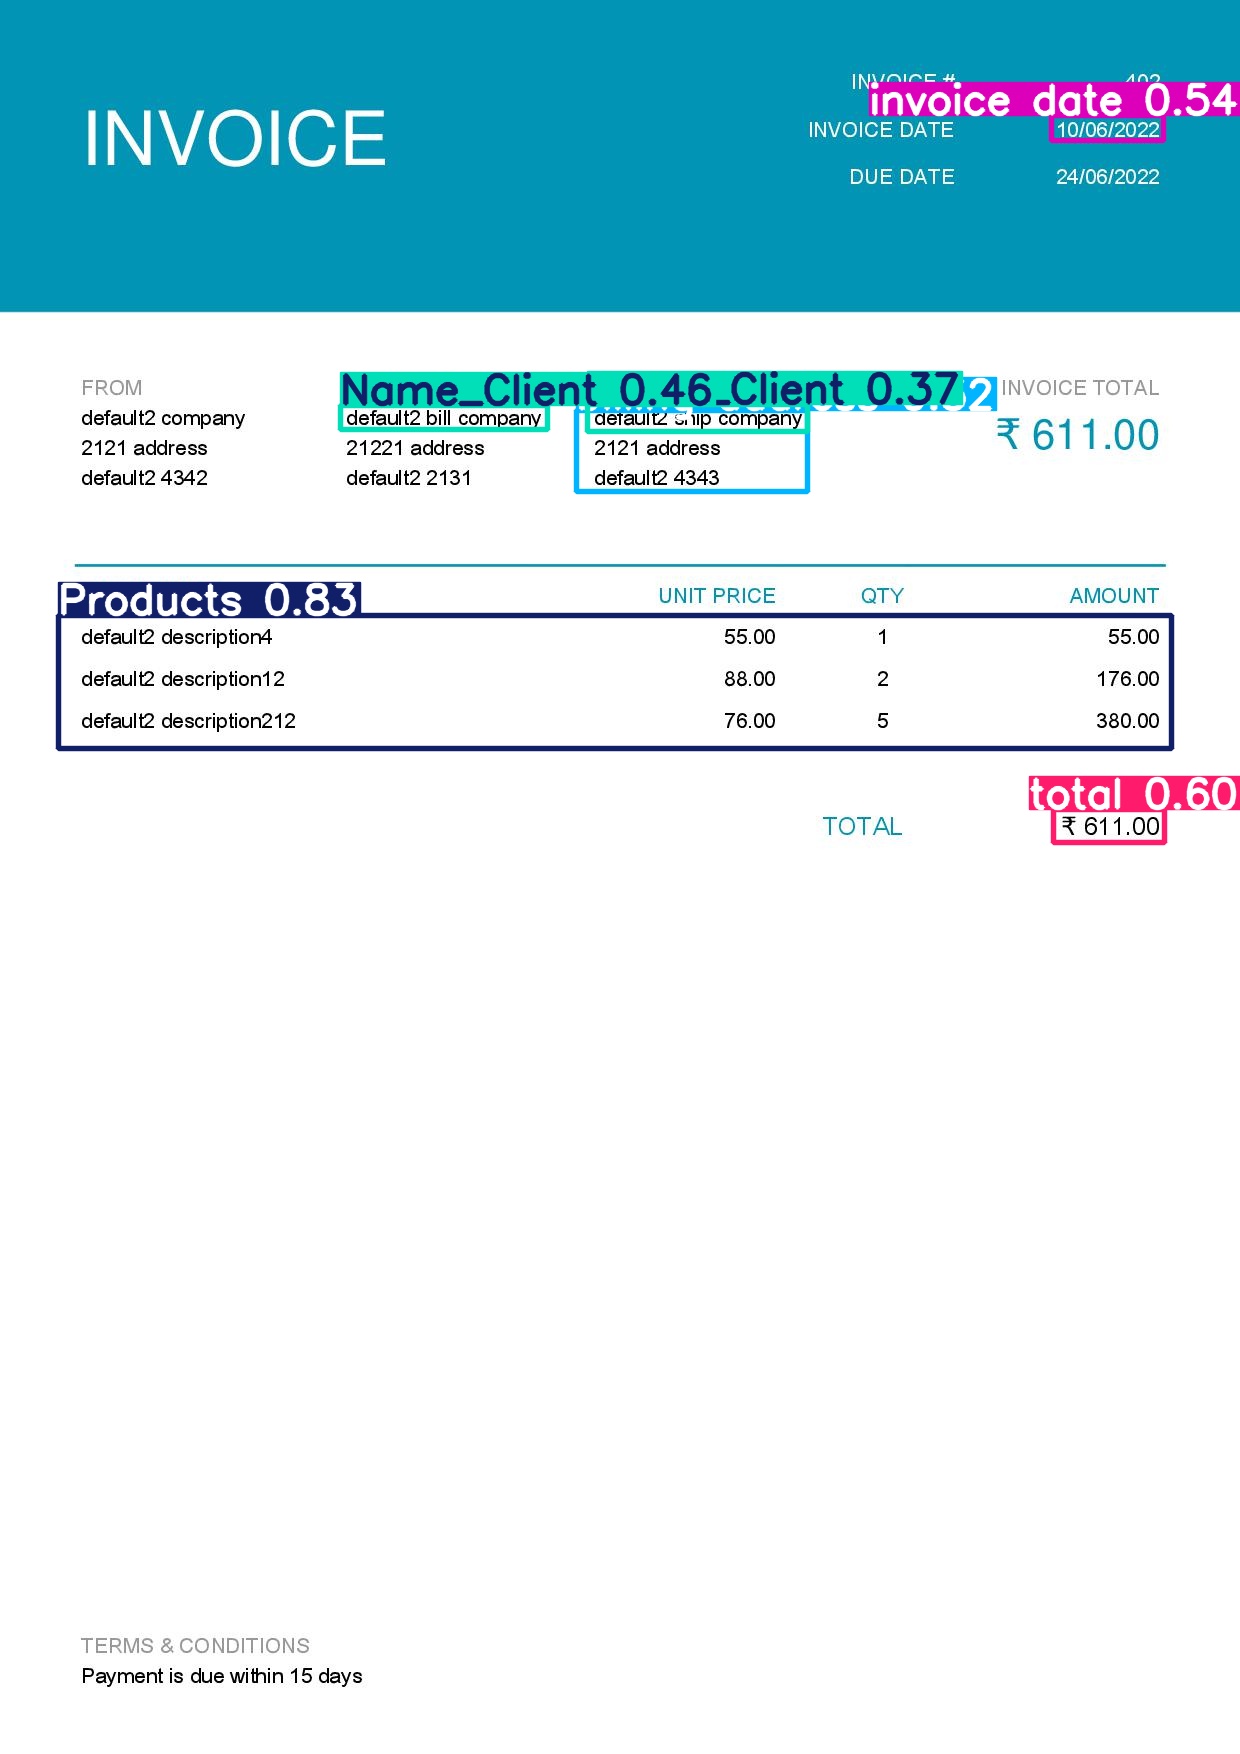 INVOICE
INVOICE # 402
invoice date 0.54
INVOICE DATE 10/06/2022
DUE DATE 24/06/2022
FROM
default2 company
2121 address
default2 4342
Name_Client 0.46
default2 bill company
21221 address
default2 2131
_Client 0.37
default2 ship company
2121 address
default2 4343
INVOICE TOTAL
₹ 611.00
Products 0.83 UNIT PRICE QTY AMOUNT
default2 description4 55.00 1 55.00
default2 description12 88.00 2 176.00
default2 description212 76.00 5 380.00
total 0.60
TOTAL ₹ 611.00
TERMS & CONDITIONS
Payment is due within 15 days